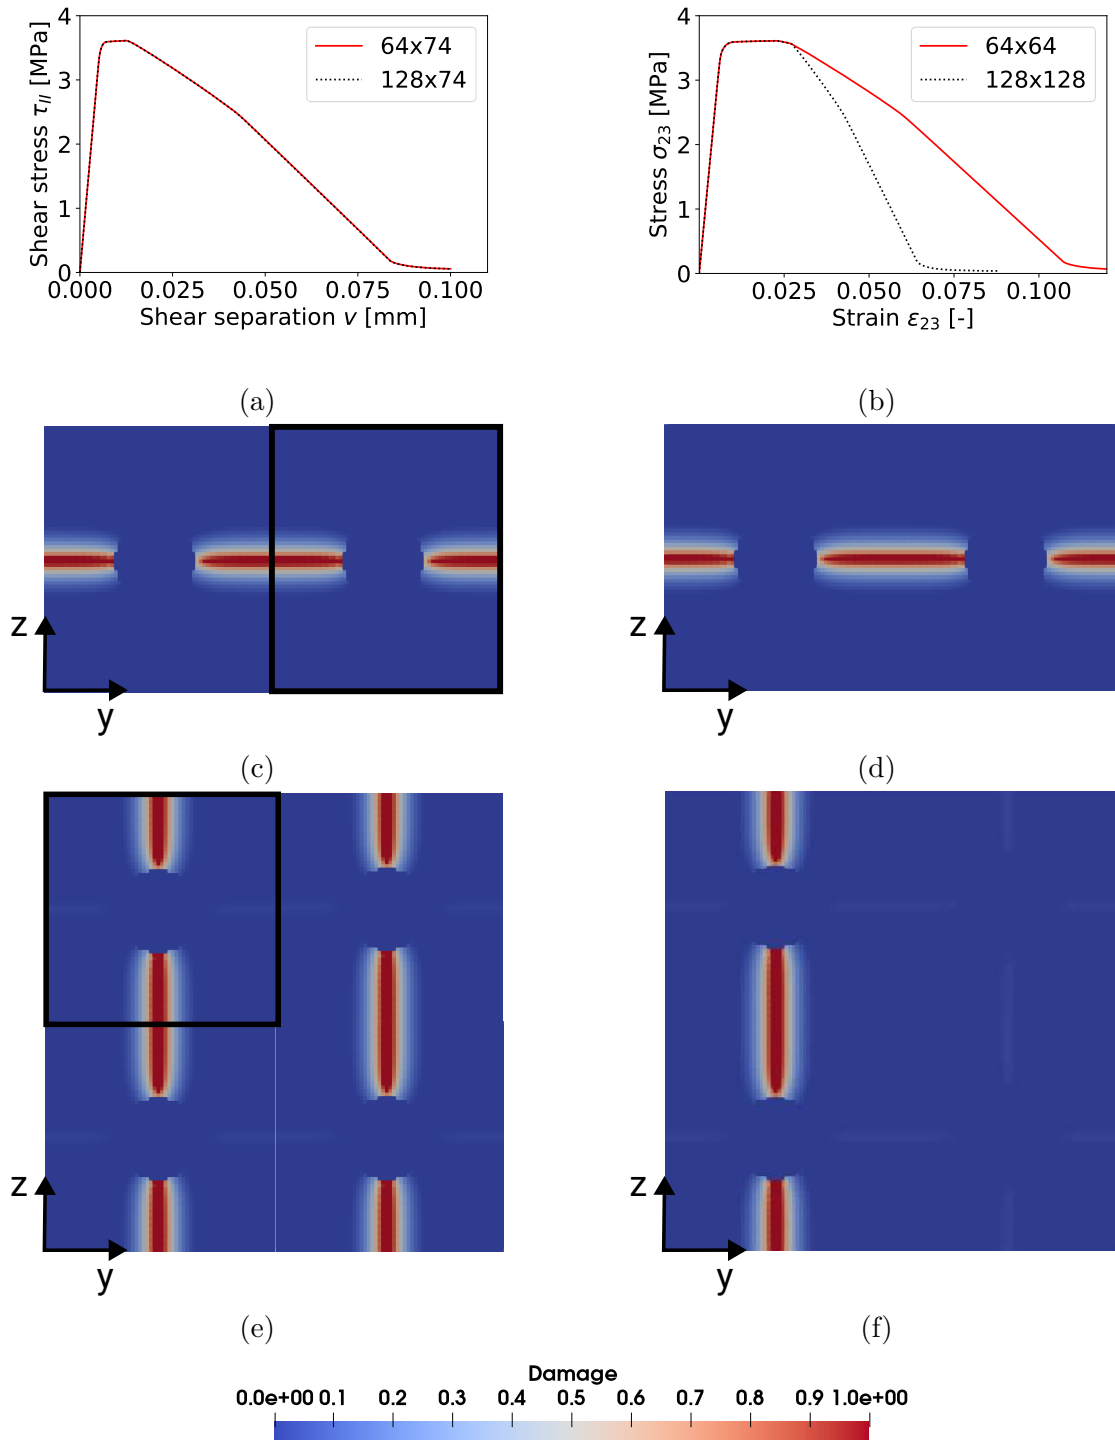 4
3
2
1
0
Shear stress τ_II [MPa]
64x74
128x74
0.000 0.025 0.050 0.075 0.100
Shear separation v [mm]
(a)
4
3
2
1
0
Stress σ_23 [MPa]
64x64
128x128
0.025 0.050 0.075 0.100
Strain ε_23 [-]
(b)
z
y
(c)
z
y
(d)
z
y
(e)
z
y
(f)
Damage
0.0e+00 0.1 0.2 0.3 0.4 0.5 0.6 0.7 0.8 0.9 1.0e+00